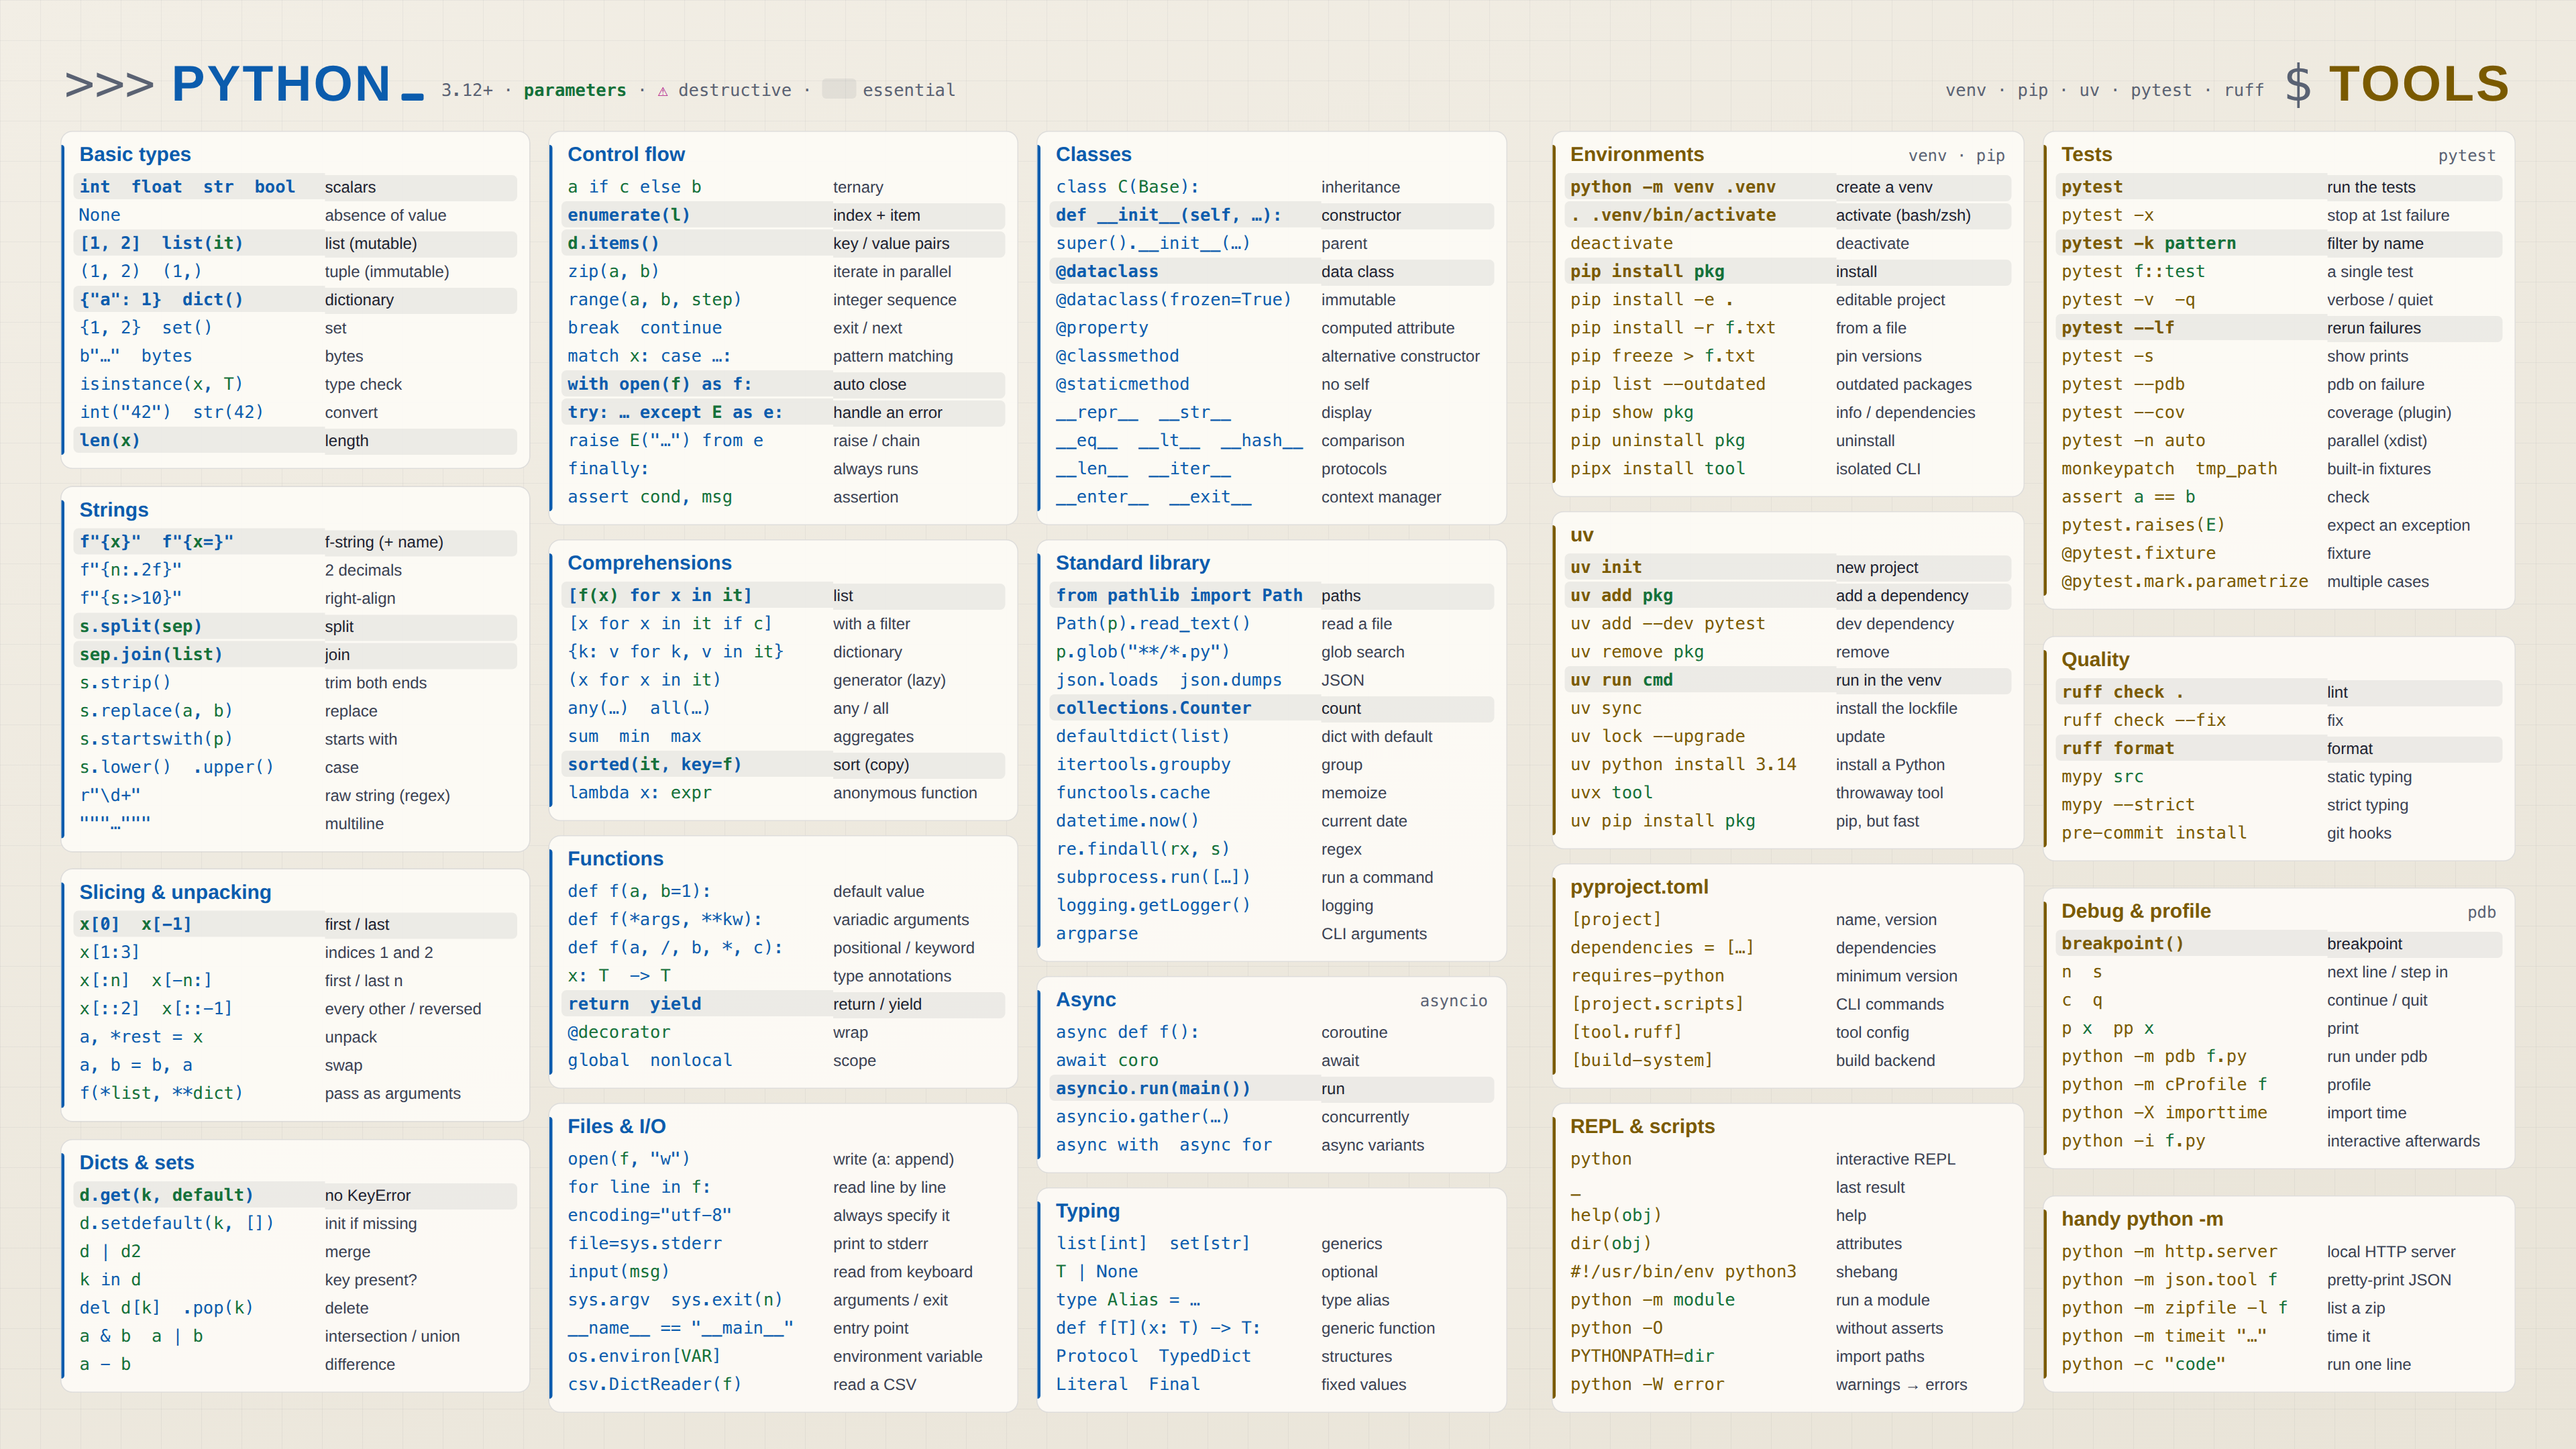 >>> PYTHON_ 3.12+ · parameters · ⚠ destructive · essential
venv · pip · uv · pytest · ruff $ TOOLS
Basic types
int float str bool scalars
None absence of value
[1, 2] list(it) list (mutable)
(1, 2) (1,) tuple (immutable)
{"a": 1} dict() dictionary
{1, 2} set() set
b"…" bytes bytes
isinstance(x, T) type check
int("42") str(42) convert
len(x) length
Strings
f"{x}" f"{x=}" f-string (+ name)
f"{n:.2f}" 2 decimals
f"{s:>10}" right-align
s.split(sep) split
sep.join(list) join
s.strip() trim both ends
s.replace(a, b) replace
s.startswith(p) starts with
s.lower() .upper() case
r"\d+" raw string (regex)
"""…""" multiline
Slicing & unpacking
x[0] x[-1] first / last
x[1:3] indices 1 and 2
x[:n] x[-n:] first / last n
x[::2] x[::-1] every other / reversed
a, *rest = x unpack
a, b = b, a swap
f(*list, **dict) pass as arguments
Dicts & sets
d.get(k, default) no KeyError
d.setdefault(k, []) init if missing
d | d2 merge
k in d key present?
del d[k] .pop(k) delete
a & b a | b intersection / union
a - b difference
Control flow
a if c else b ternary
enumerate(l) index + item
d.items() key / value pairs
zip(a, b) iterate in parallel
range(a, b, step) integer sequence
break continue exit / next
match x: case …: pattern matching
with open(f) as f: auto close
try: … except E as e: handle an error
raise E("…") from e raise / chain
finally: always runs
assert cond, msg assertion
Comprehensions
[f(x) for x in it] list
[x for x in it if c] with a filter
{k: v for k, v in it} dictionary
(x for x in it) generator (lazy)
any(…) all(…) any / all
sum min max aggregates
sorted(it, key=f) sort (copy)
lambda x: expr anonymous function
Functions
def f(a, b=1): default value
def f(*args, **kw): variadic arguments
def f(a, /, b, *, c): positional / keyword
x: T -> T type annotations
return yield return / yield
@decorator wrap
global nonlocal scope
Files & I/O
open(f, "w") write (a: append)
for line in f: read line by line
encoding="utf-8" always specify it
file=sys.stderr print to stderr
input(msg) read from keyboard
sys.argv sys.exit(n) arguments / exit
__name__ == "__main__" entry point
os.environ[VAR] environment variable
csv.DictReader(f) read a CSV
Classes
class C(Base): inheritance
def __init__(self, …): constructor
super().__init__(…) parent
@dataclass data class
@dataclass(frozen=True) immutable
@property computed attribute
@classmethod alternative constructor
@staticmethod no self
__repr__ __str__ display
__eq__ __lt__ __hash__ comparison
__len__ __iter__ protocols
__enter__ __exit__ context manager
Standard library
from pathlib import Path paths
Path(p).read_text() read a file
p.glob("**/*.py") glob search
json.loads json.dumps JSON
collections.Counter count
defaultdict(list) dict with default
itertools.groupby group
functools.cache memoize
datetime.now() current date
re.findall(rx, s) regex
subprocess.run([…]) run a command
logging.getLogger() logging
argparse CLI arguments
Async asyncio
async def f(): coroutine
await coro await
asyncio.run(main()) run
asyncio.gather(…) concurrently
async with async for async variants
Typing
list[int] set[str] generics
T | None optional
type Alias = … type alias
def f[T](x: T) -> T: generic function
Protocol TypedDict structures
Literal Final fixed values
Environments venv · pip
python -m venv .venv create a venv
. .venv/bin/activate activate (bash/zsh)
deactivate deactivate
pip install pkg install
pip install -e . editable project
pip install -r f.txt from a file
pip freeze > f.txt pin versions
pip list --outdated outdated packages
pip show pkg info / dependencies
pip uninstall pkg uninstall
pipx install tool isolated CLI
uv
uv init new project
uv add pkg add a dependency
uv add --dev pytest dev dependency
uv remove pkg remove
uv run cmd run in the venv
uv sync install the lockfile
uv lock --upgrade update
uv python install 3.14 install a Python
uvx tool throwaway tool
uv pip install pkg pip, but fast
pyproject.toml
[project] name, version
dependencies = […] dependencies
requires-python minimum version
[project.scripts] CLI commands
[tool.ruff] tool config
[build-system] build backend
REPL & scripts
python interactive REPL
_ last result
help(obj) help
dir(obj) attributes
#!/usr/bin/env python3 shebang
python -m module run a module
python -O without asserts
PYTHONPATH=dir import paths
python -W error warnings → errors
Tests pytest
pytest run the tests
pytest -x stop at 1st failure
pytest -k pattern filter by name
pytest f::test a single test
pytest -v -q verbose / quiet
pytest --lf rerun failures
pytest -s show prints
pytest --pdb pdb on failure
pytest --cov coverage (plugin)
pytest -n auto parallel (xdist)
monkeypatch tmp_path built-in fixtures
assert a == b check
pytest.raises(E) expect an exception
@pytest.fixture fixture
@pytest.mark.parametrize multiple cases
Quality
ruff check . lint
ruff check --fix fix
ruff format format
mypy src static typing
mypy --strict strict typing
pre-commit install git hooks
Debug & profile pdb
breakpoint() breakpoint
n s next line / step in
c q continue / quit
p x pp x print
python -m pdb f.py run under pdb
python -m cProfile f profile
python -X importtime import time
python -i f.py interactive afterwards
handy python -m
python -m http.server local HTTP server
python -m json.tool f pretty-print JSON
python -m zipfile -l f list a zip
python -m timeit "…" time it
python -c "code" run one line